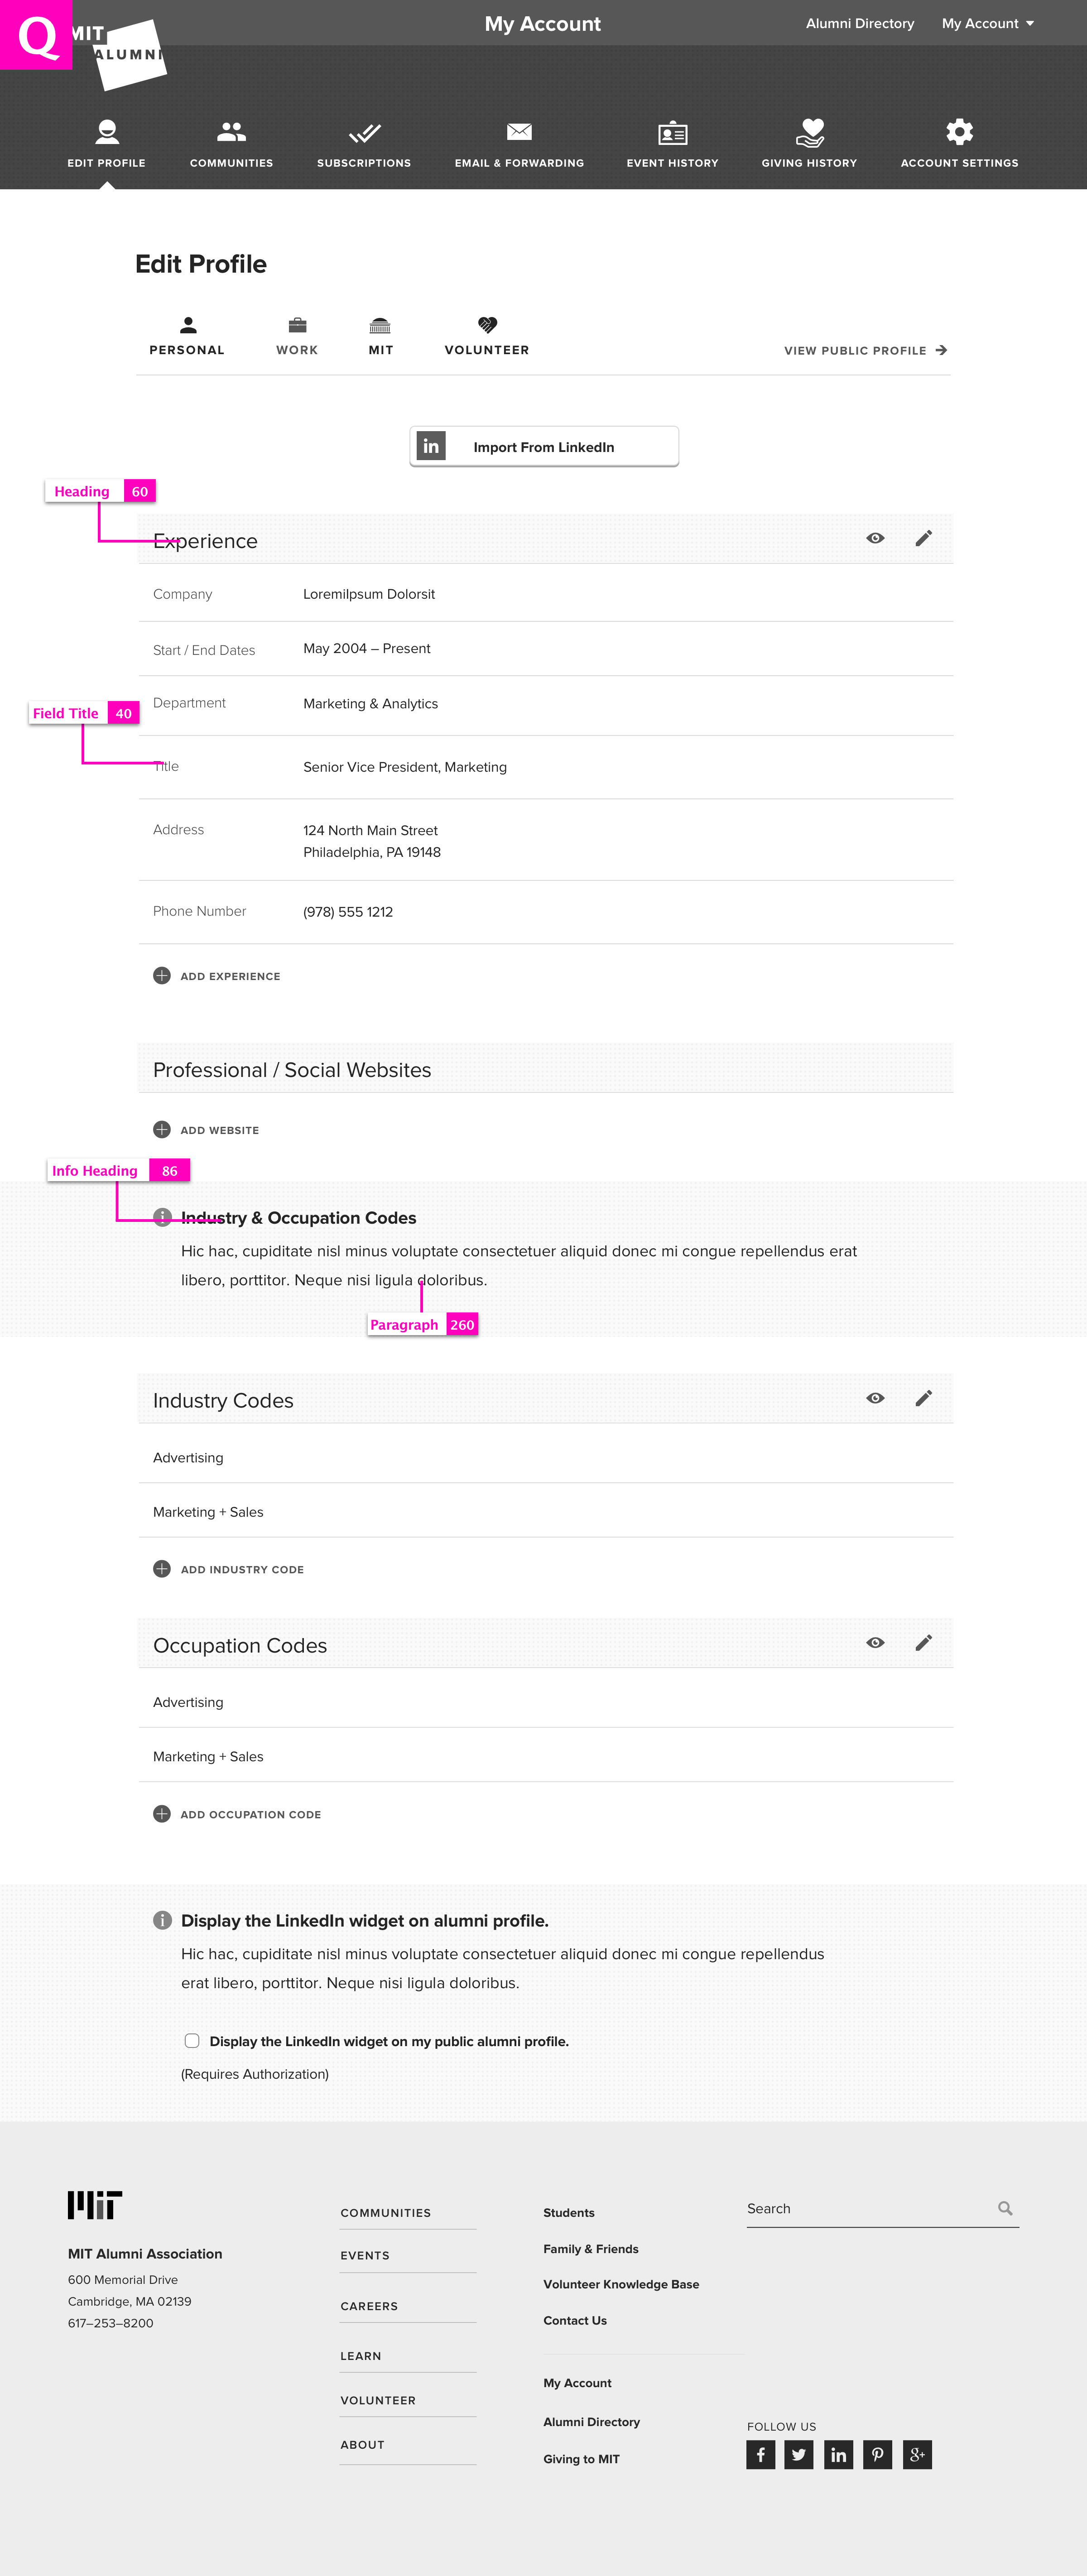 Q
MIT
ALUMNI
My Account
Alumni Directory
My Account
EDIT PROFILE
COMMUNITIES
SUBSCRIPTIONS
EMAIL & FORWARDING
EVENT HISTORY
GIVING HISTORY
ACCOUNT SETTINGS
Edit Profile
PERSONAL
WORK
MIT
VOLUNTEER
VIEW PUBLIC PROFILE
in
Import From LinkedIn
Heading 60
Experience
Company
Loremilpsum Dolorsit
Start / End Dates
May 2004 – Present
Department
Marketing & Analytics
Field Title 40
Title
Senior Vice President, Marketing
Address
124 North Main Street
Philadelphia, PA 19148
Phone Number
(978) 555 1212
ADD EXPERIENCE
Professional / Social Websites
ADD WEBSITE
Info Heading 86
i
Industry & Occupation Codes
Hic hac, cupiditate nisl minus voluptate consectetuer aliquid donec mi congue repellendus erat
libero, porttitor. Neque nisi ligula doloribus.
Paragraph 260
Industry Codes
Advertising
Marketing + Sales
ADD INDUSTRY CODE
Occupation Codes
Advertising
Marketing + Sales
ADD OCCUPATION CODE
i
Display the LinkedIn widget on alumni profile.
Hic hac, cupiditate nisl minus voluptate consectetuer aliquid donec mi congue repellendus
erat libero, porttitor. Neque nisi ligula doloribus.
Display the LinkedIn widget on my public alumni profile.
(Requires Authorization)
MIT
MIT Alumni Association
600 Memorial Drive
Cambridge, MA 02139
617–253–8200
COMMUNITIES
EVENTS
CAREERS
LEARN
VOLUNTEER
ABOUT
Students
Family & Friends
Volunteer Knowledge Base
Contact Us
My Account
Alumni Directory
Giving to MIT
Search
FOLLOW US
f
in
g+